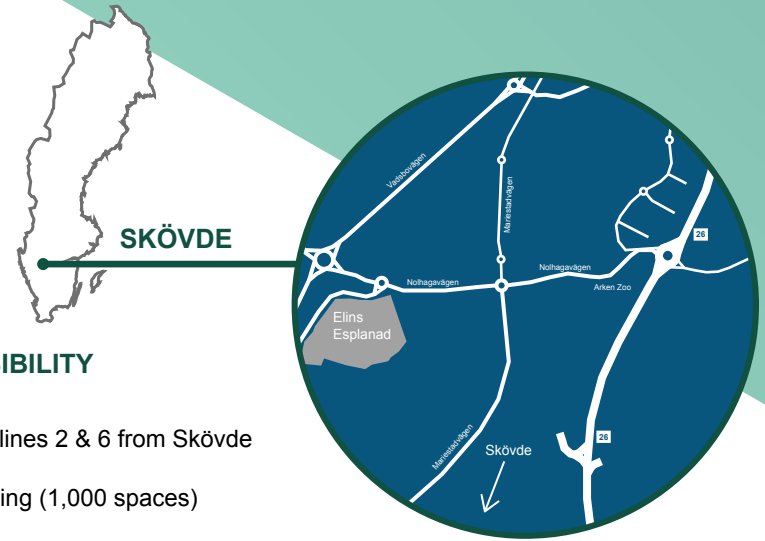 SKÖVDE
Vadsbovägen
Mariestadvägen
26
Nolhagavägen
Nolhagavägen
Arken Zoo
Elins
Esplanad
Mariestadvägen
26
Skövde
IBILITY
lines 2 & 6 from Skövde
ing (1,000 spaces)